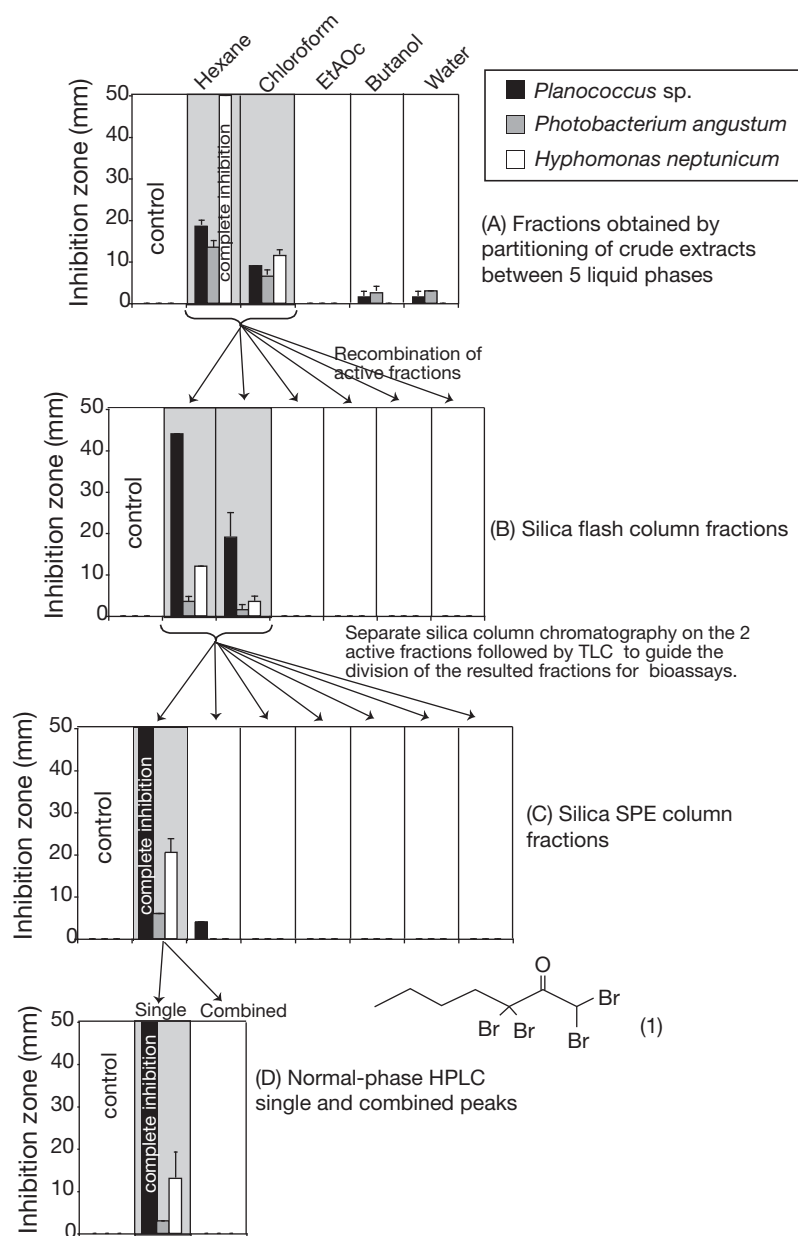 Hexane
Chloroform
EtAOc
Butanol
Water
Inhibition zone (mm)
50
40
30
20
10
0
control
complete inhibition
Planococcus sp.
Photobacterium angustum
Hyphomonas neptunicum
(A) Fractions obtained by
partitioning of crude extracts
between 5 liquid phases
Recombination of
active fractions
Inhibition zone (mm)
50
40
30
20
10
0
control
(B) Silica flash column fractions
Separate silica column chromatography on the 2
active fractions followed by TLC to guide the
division of the resulted fractions for bioassays.
Inhibition zone (mm)
50
40
30
20
10
0
control
complete inhibition
(C) Silica SPE column
fractions
O
Br
Br Br
Br
(1)
Single
Combined
Inhibition zone (mm)
50
40
30
20
10
0
control
complete inhibition
(D) Normal-phase HPLC
single and combined peaks